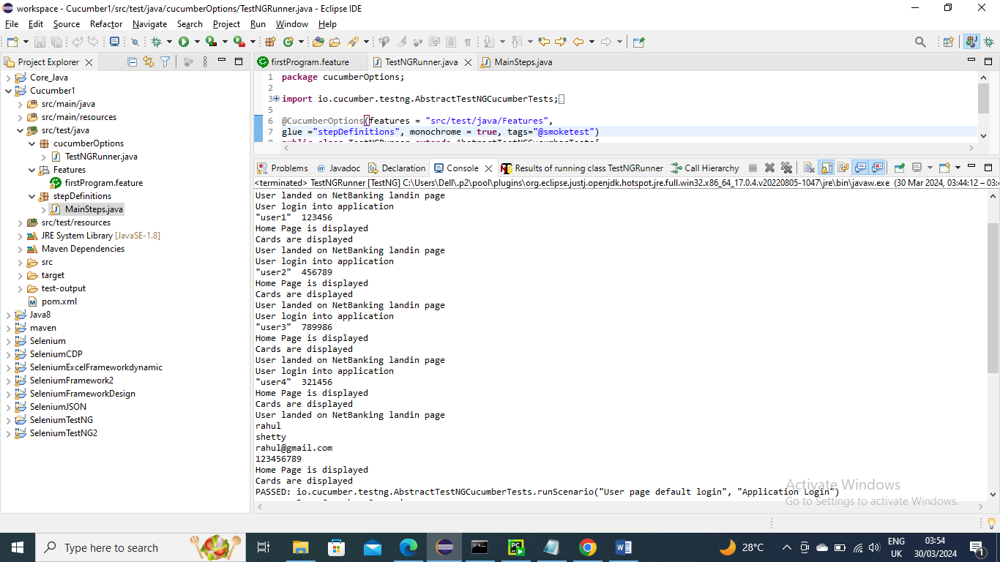 workspace - Cucumber1/src/test/java/cucumberOptions/TestNGRunner.java - Eclipse IDE
File Edit Source Refactor Navigate Search Project Run Window Help
Project Explorer
firstProgram.feature TestNGRunner.java MainSteps.java
Core_Java
Cucumber1
src/main/java
src/main/resources
src/test/java
cucumberOptions
TestNGRunner.java
Features
firstProgram.feature
stepDefinitions
MainSteps.java
src/test/resources
JRE System Library [JavaSE-1.8]
Maven Dependencies
src
target
test-output
pom.xml
Java8
maven
Selenium
SeleniumCDP
SeleniumExcelFrameworkdynamic
SeleniumFramework2
SeleniumFrameworkDesign
SeleniumJSON
SeleniumTestNG
SeleniumTestNG2
1 package cucumberOptions;
2
3 import io.cucumber.testng.AbstractTestNGCucumberTests;
5
6 @CucumberOptions(features = "src/test/java/Features",
7 glue ="stepDefinitions", monochrome = true, tags="@smoketest")
8 public class TestNGRunner extends AbstractTestNGCucumberTests{
Problems Javadoc Declaration Console Results of running class TestNGRunner Call Hierarchy
<terminated> TestNGRunner [TestNG] C:\Users\Dell\.p2\pool\plugins\org.eclipse.justj.openjdk.hotspot.jre.full.win32.x86_64_17.0.4.v20220805-1047\jre\bin\javaw.exe (30 Mar 2024, 03:44:12 – 03:4
User landed on NetBanking landin page
User login into application
"user1" 123456
Home Page is displayed
Cards are displayed
User landed on NetBanking landin page
User login into application
"user2" 456789
Home Page is displayed
Cards are displayed
User landed on NetBanking landin page
User login into application
"user3" 789986
Home Page is displayed
Cards are displayed
User landed on NetBanking landin page
User login into application
"user4" 321456
Home Page is displayed
Cards are displayed
User landed on NetBanking landin page
rahul
shetty
rahul@gmail.com
123456789
Home Page is displayed
Cards are displayed
PASSED: io.cucumber.testng.AbstractTestNGCucumberTests.runScenario("User page default login", "Application Login")
Activate Windows
Go to Settings to activate Windows.
Type here to search
28°C
ENG
UK
03:54
30/03/2024
1